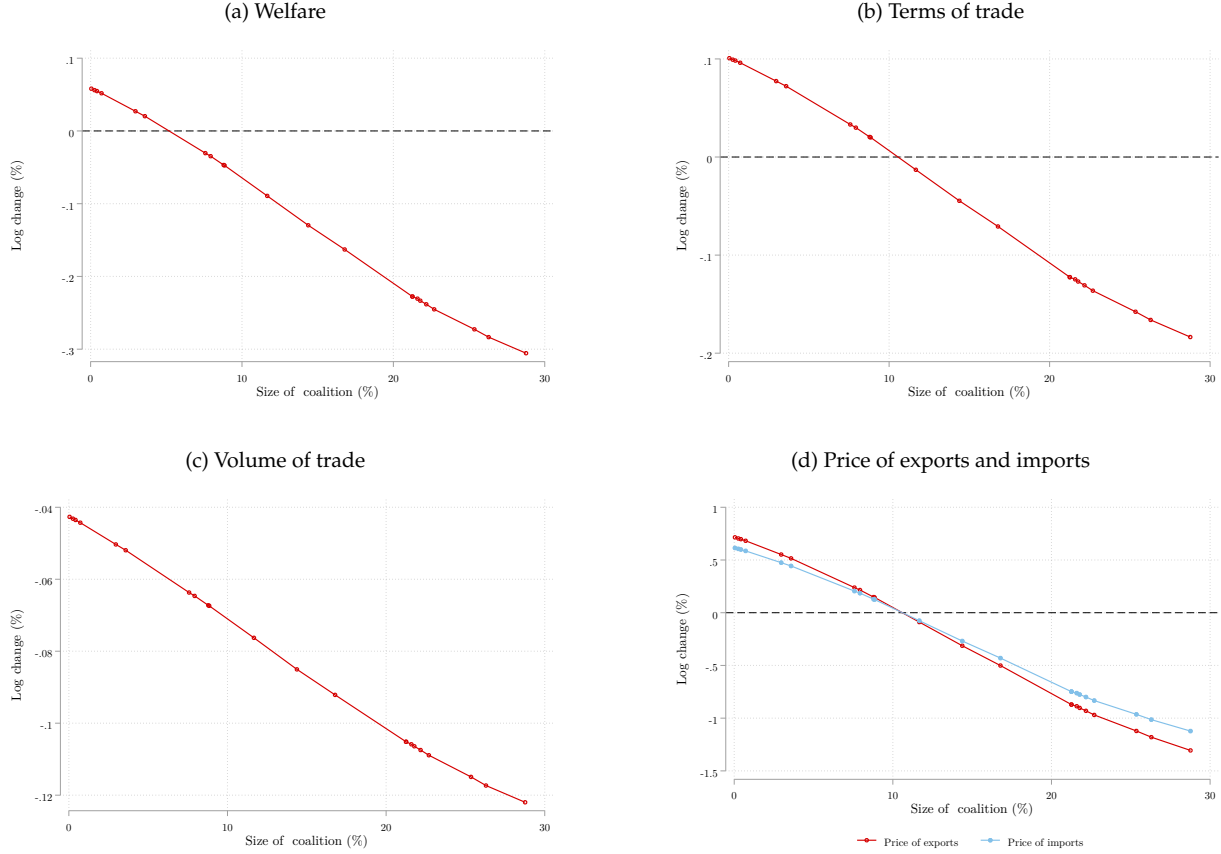 (a) Welfare
.1
0
-.1
-.2
-.3
Log change (%)
0 10 20 30
Size of coalition (%)
(b) Terms of trade
.1
0
-.1
-.2
Log change (%)
0 10 20 30
Size of coalition (%)
(c) Volume of trade
-.04
-.06
-.08
-.1
-.12
Log change (%)
0 10 20 30
Size of coalition (%)
(d) Price of exports and imports
1
.5
0
-.5
-1
-1.5
Log change (%)
0 10 20 30
Size of coalition (%)
Price of exports Price of imports